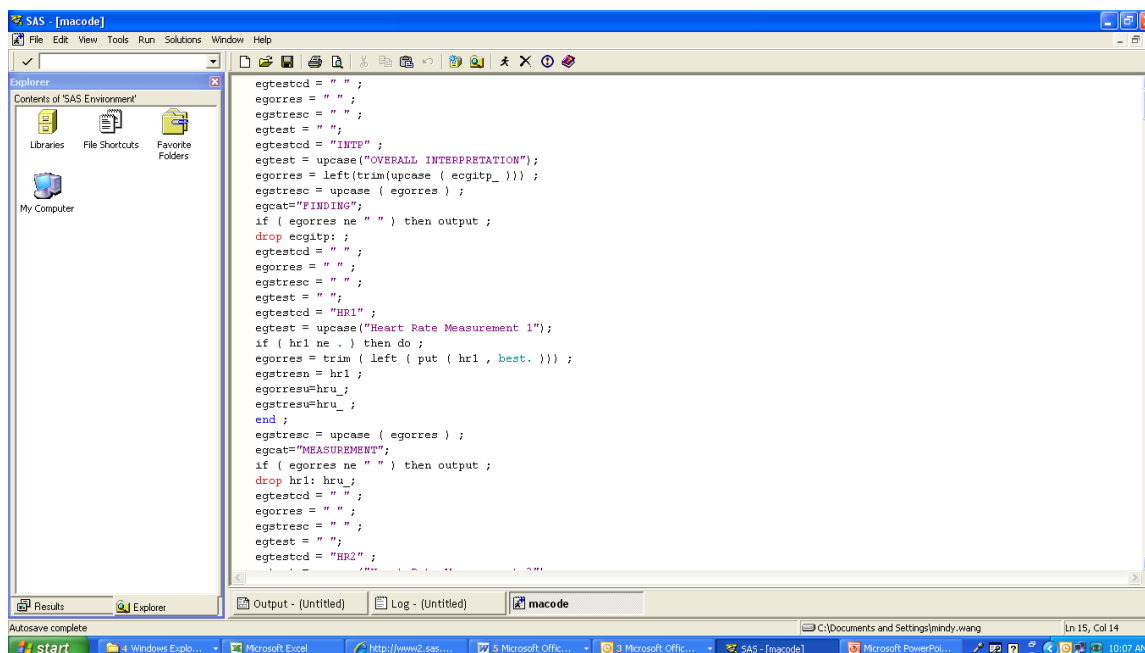 SAS - [macode]
File Edit View Tools Run Solutions Window Help
Explorer
Contents of 'SAS Environment'
Libraries
File Shortcuts
Favorite Folders
My Computer
egtestcd = " " ;
egorres = " " ;
egstresc = " " ;
egtest = " ";
egtestcd = "INTP" ;
egtest = upcase("OVERALL INTERPRETATION");
egorres = left(trim(upcase ( ecgitp_ ))) ;
egstresc = upcase ( egorres ) ;
egcat="FINDING";
if ( egorres ne " " ) then output ;
drop ecgitp: ;
egtestcd = " " ;
egorres = " " ;
egstresc = " " ;
egtest = " ";
egtestcd = "HR1" ;
egtest = upcase("Heart Rate Measurement 1");
if ( hr1 ne . ) then do ;
egorres = trim ( left ( put ( hr1 , best. ))) ;
egstresn = hr1 ;
egorresu=hru_;
egstresu=hru_ ;
end ;
egstresc = upcase ( egorres ) ;
egcat="MEASUREMENT";
if ( egorres ne " " ) then output ;
drop hr1: hru_;
egtestcd = " " ;
egorres = " " ;
egstresc = " " ;
egtest = " ";
egtestcd = "HR2" ;
Results
Explorer
Output - (Untitled)
Log - (Untitled)
macode
Autosave complete
C:\Documents and Settings\mindy.wang
Ln 15, Col 14
start
4 Windows Explo...
Microsoft Excel
http://www2.sas....
5 Microsoft Offic...
3 Microsoft Offic...
SAS - [macode]
Microsoft PowerPoi...
10:07 AM